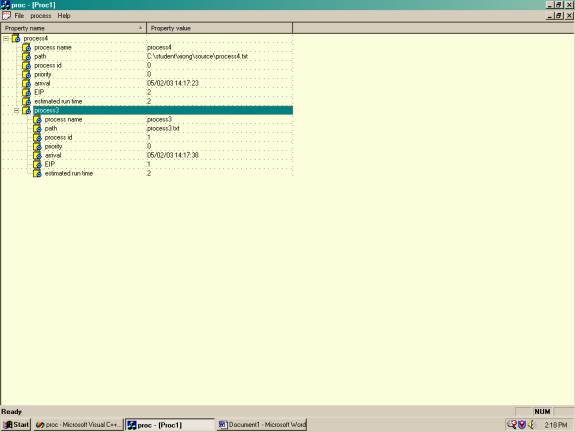 proc - [Proc1]
File process Help
Property name Property value
process4
process name process4
path C:\student\xiong\source\process4.txt
process id 0
priority 0
arrival 05/02/03 14:17:23
EIP 2
estimated run time 2
process3
process name process3
path process3.txt
process id 1
priority 0
arrival 05/02/03 14:17:38
EIP 1
estimated run time 2
Ready NUM
Start proc - Microsoft Visual C++... proc - [Proc1] Document1 - Microsoft Word 2:18 PM